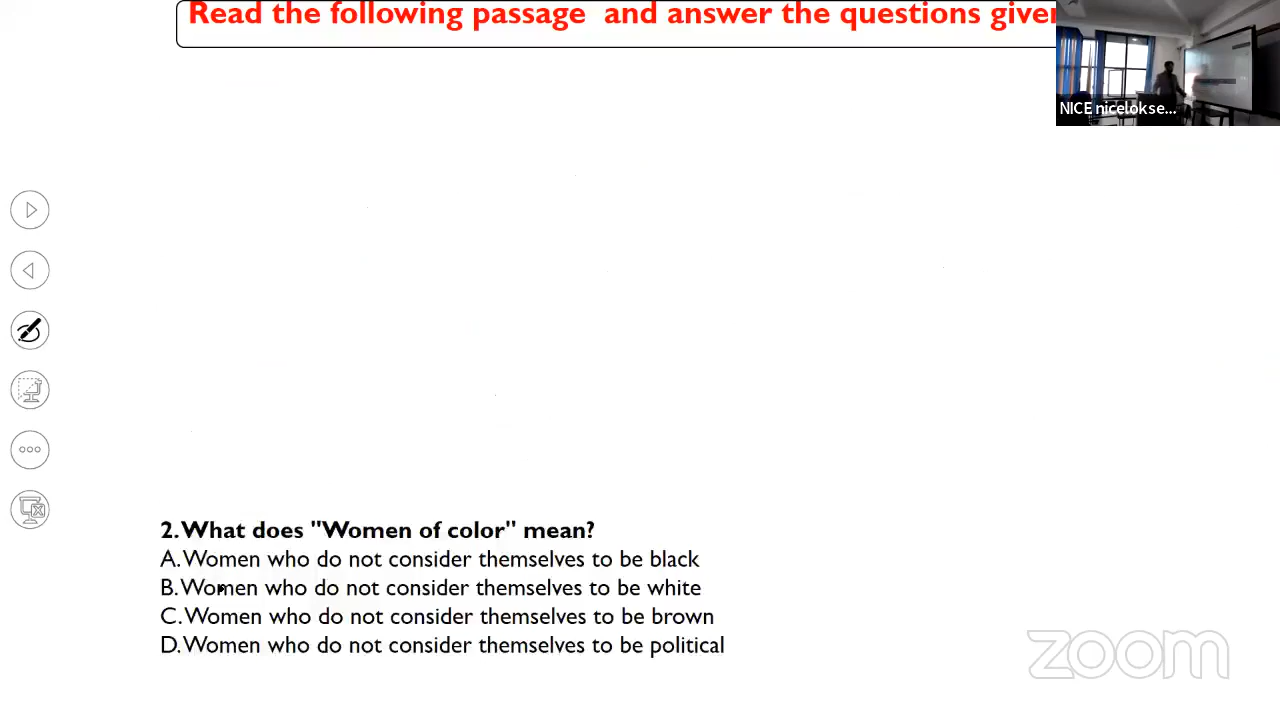 Read the following passage and answer the questions given
NICE nicelokse...
2. What does "Women of color" mean?
A. Women who do not consider themselves to be black
B. Women who do not consider themselves to be white
C. Women who do not consider themselves to be brown
D. Women who do not consider themselves to be political
zoom